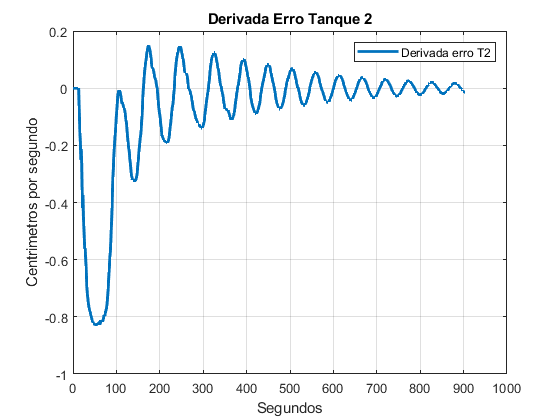 Derivada Erro Tanque 2
Derivada erro T2
Centrimetros por segundo
0.2
0
-0.2
-0.4
-0.6
-0.8
-1
0 100 200 300 400 500 600 700 800 900 1000
Segundos